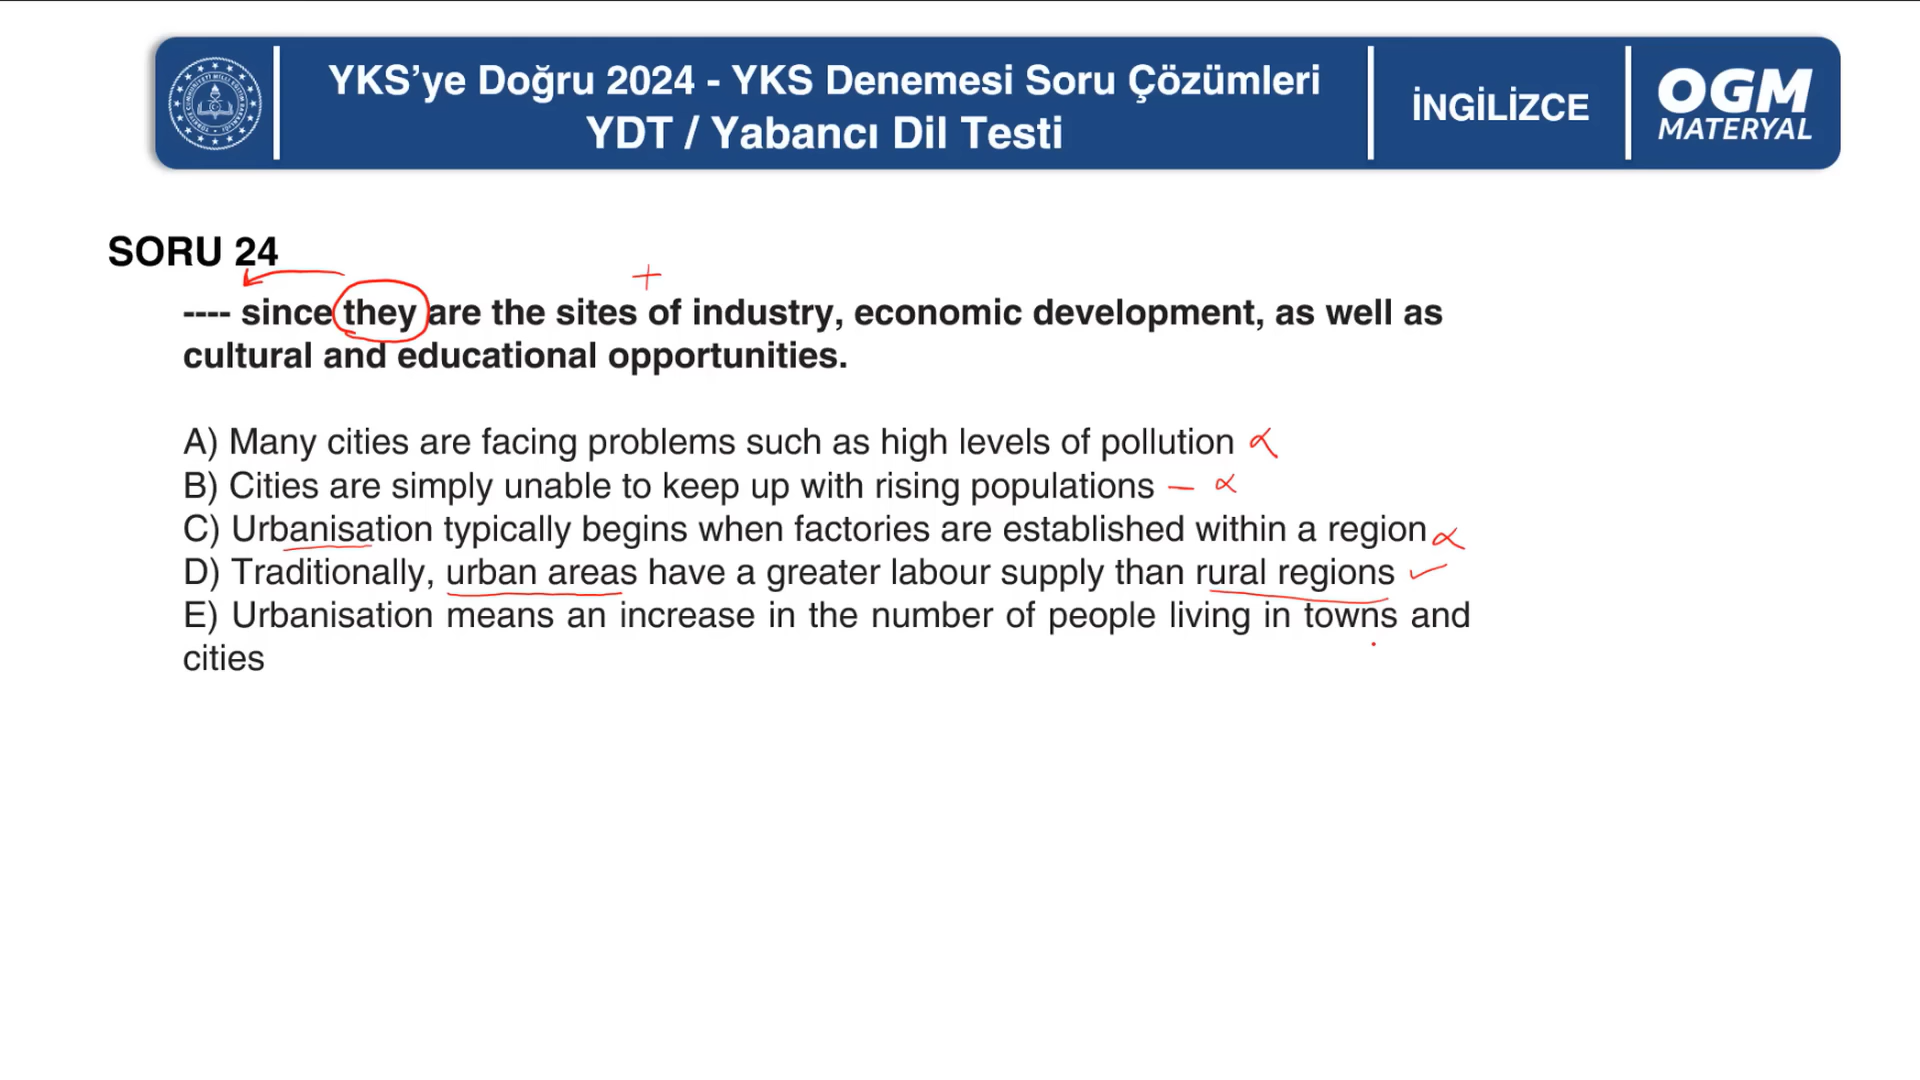 YKS’ye Doğru 2024 - YKS Denemesi Soru Çözümleri
YDT / Yabancı Dil Testi
İNGİLİZCE
OGM
MATERYAL
SORU 24
---- since they are the sites of industry, economic development, as well as
cultural and educational opportunities.
A) Many cities are facing problems such as high levels of pollution
B) Cities are simply unable to keep up with rising populations
C) Urbanisation typically begins when factories are established within a region
D) Traditionally, urban areas have a greater labour supply than rural regions
E) Urbanisation means an increase in the number of people living in towns and
cities